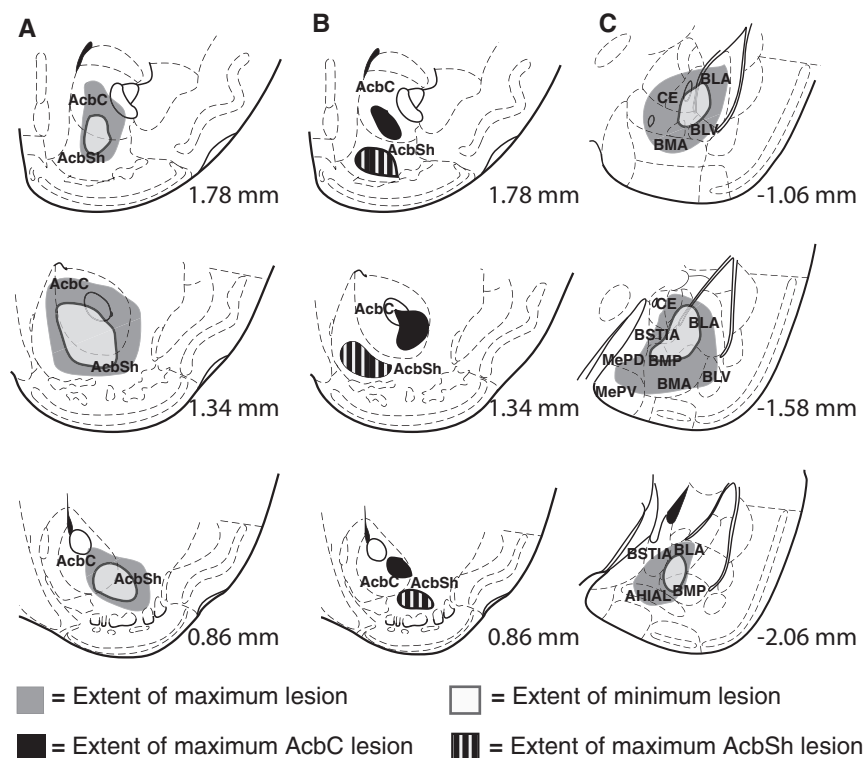 A
AcbC
AcbSh
1.78 mm
AcbC
AcbSh
1.34 mm
AcbC
AcbSh
0.86 mm
B
AcbC
AcbSh
1.78 mm
AcbC
AcbSh
1.34 mm
AcbC
AcbSh
0.86 mm
C
BLA
CE
BLV
BMA
-1.06 mm
CE
BLA
BSTIA
MePD BMP
BLV
BMA
MePV
-1.58 mm
BSTIA BLA
BMP
AHIAL
-2.06 mm
= Extent of maximum lesion
= Extent of minimum lesion
= Extent of maximum AcbC lesion
= Extent of maximum AcbSh lesion